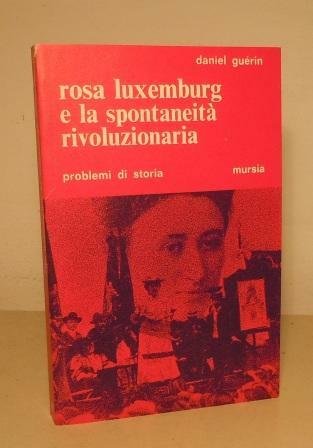 daniel guérin
rosa luxemburg
e la spontaneità
rivoluzionaria
problemi di storia
mursia